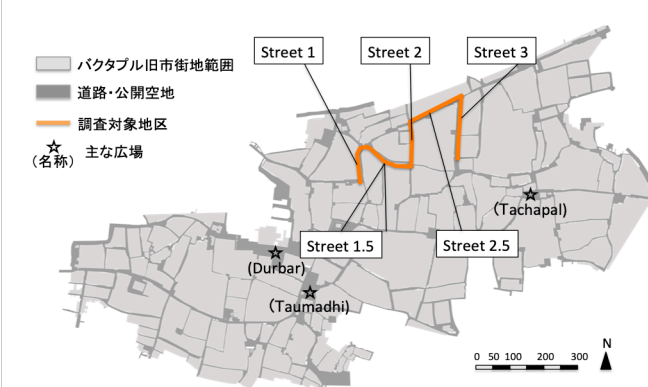 Street 1
Street 2
Street 3
バクタプル旧市街地範囲
道路・公開空地
調査対象地区
(名称)
主な広場
(Tachapal)
Street 1.5
Street 2.5
(Durbar)
(Taumadhi)
N
0 50 100 200 300